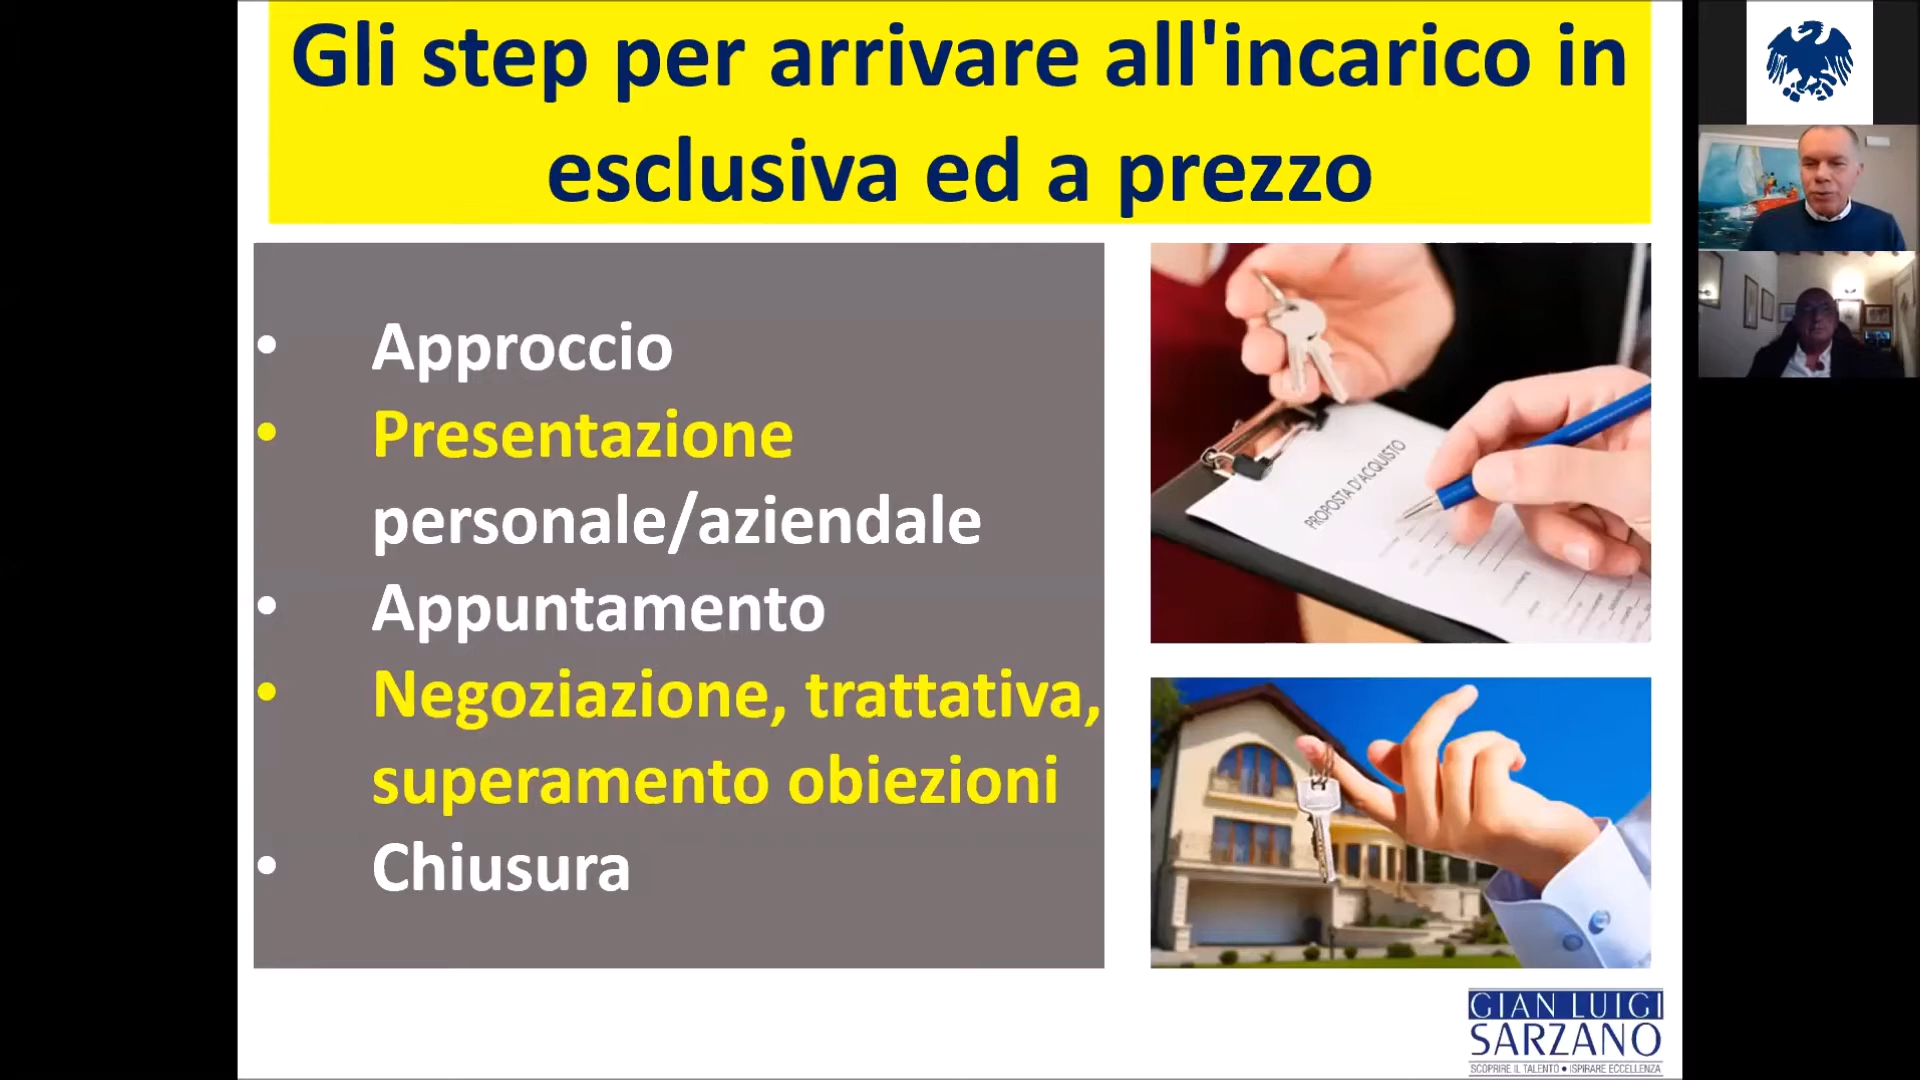 Gli step per arrivare all'incarico in
esclusiva ed a prezzo
• Approccio
• Presentazione
personale/aziendale
• Appuntamento
• Negoziazione, trattativa,
superamento obiezioni
• Chiusura
PROPOSTA D'ACQUISTO
GIAN LUIGI
SARZANO
SCOPRIRE IL TALENTO • ISPIRARE ECCELLENZA